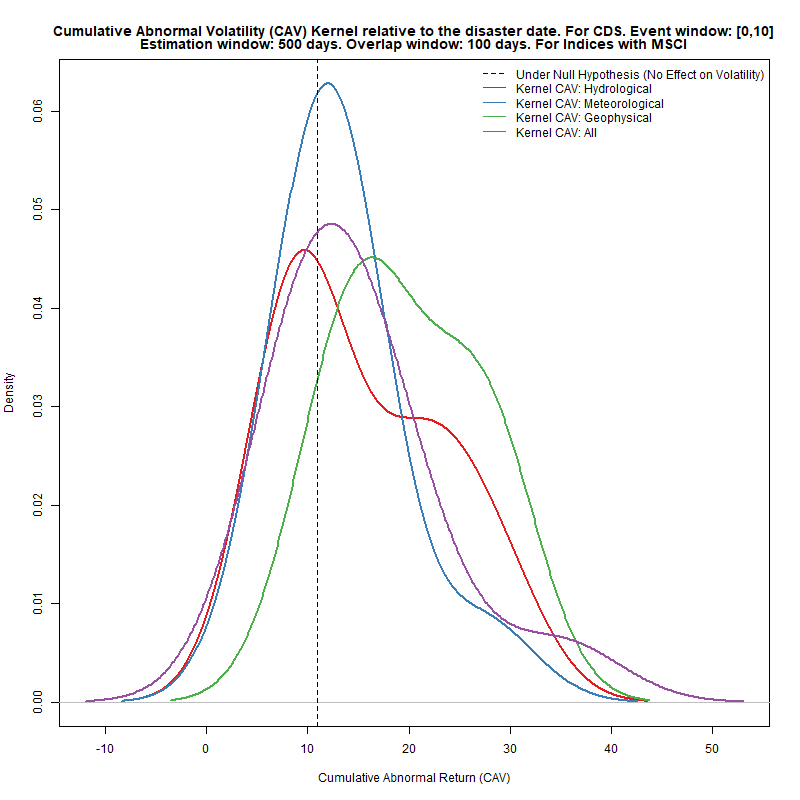 Cumulative Abnormal Volatility (CAV) Kernel relative to the disaster date. For CDS. Event window: [0,10]
Estimation window: 500 days. Overlap window: 100 days. For Indices with MSCI
Under Null Hypothesis (No Effect on Volatility)
Kernel CAV: Hydrological
Kernel CAV: Meteorological
Kernel CAV: Geophysical
Kernel CAV: All
Density
0.06
0.05
0.04
0.03
0.02
0.01
0.00
-10 0 10 20 30 40 50
Cumulative Abnormal Return (CAV)